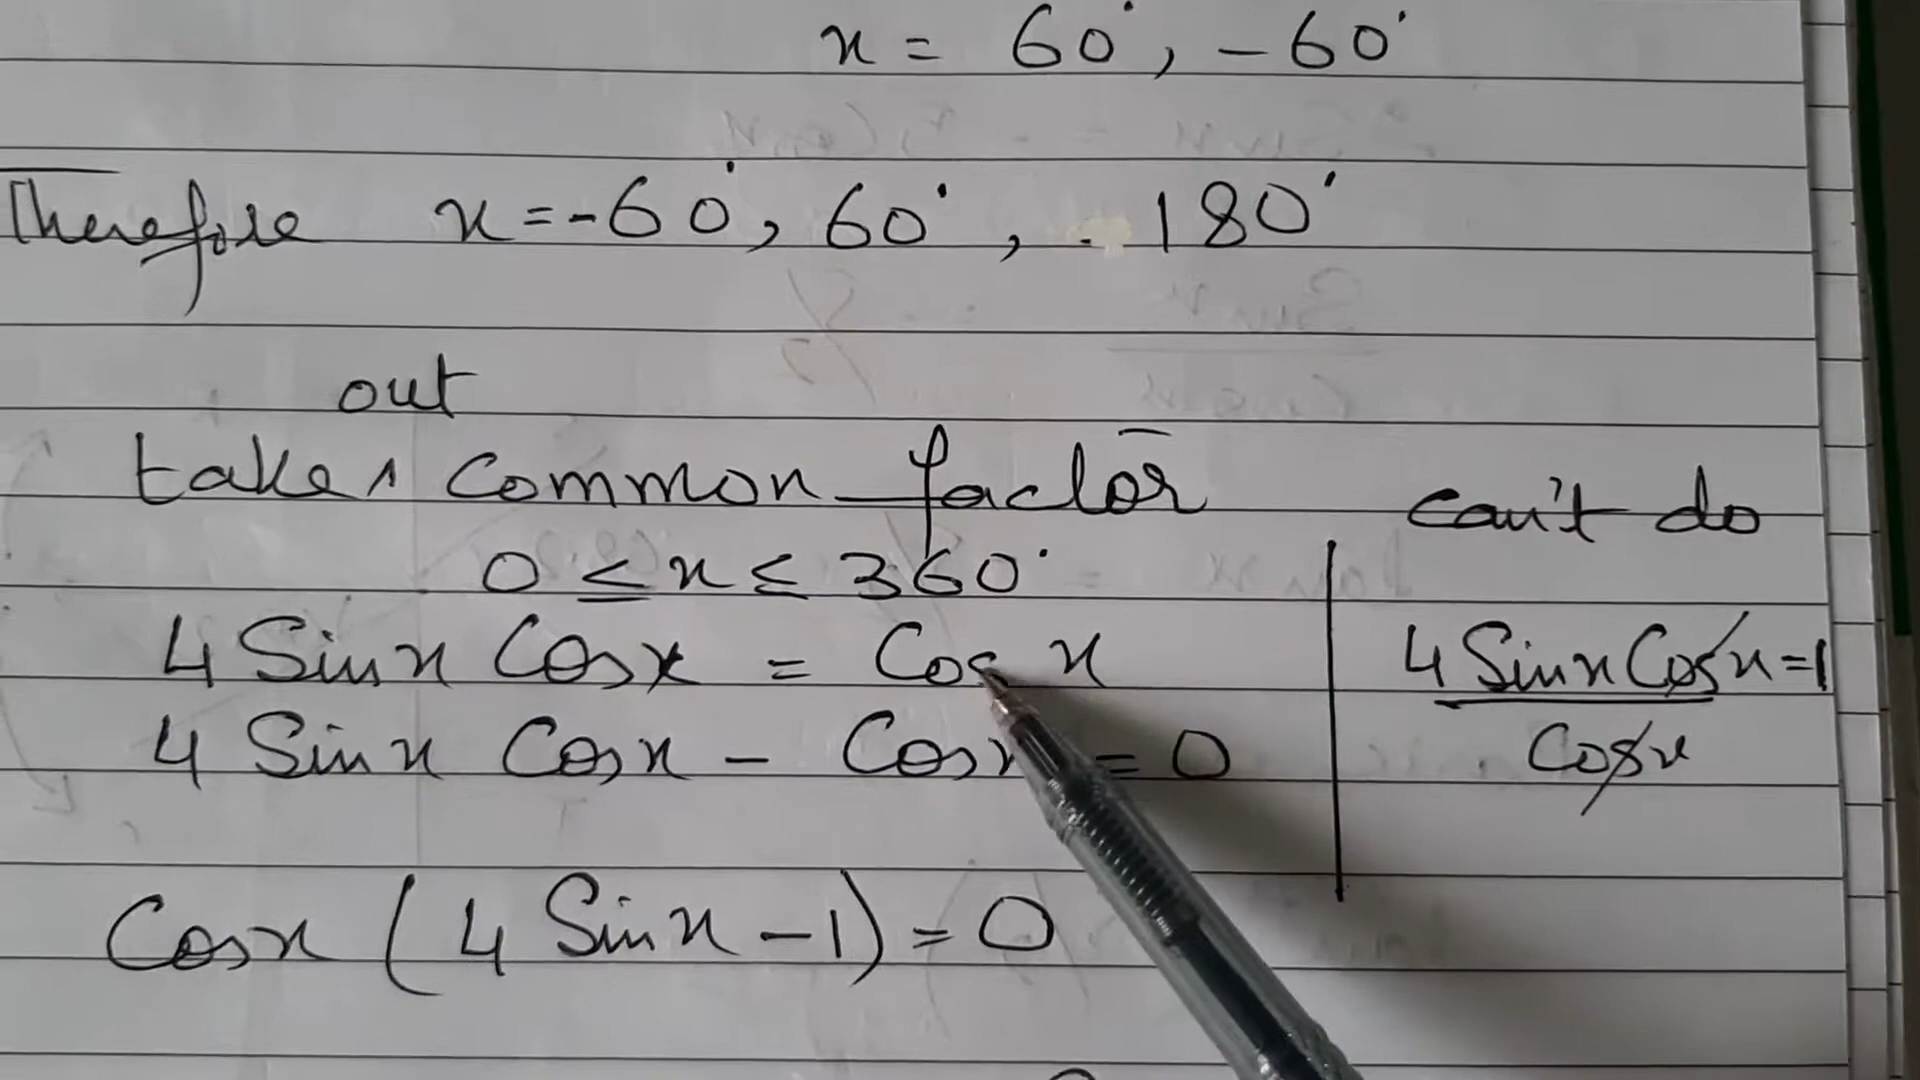 x = 60°, -60°
Therefore x = -60°, 60°, 180°
out
take ^ common factor
can't do
0 ≤ x ≤ 360°
4 Sin x Cos x = Cos x
4 Sin x Cos x = 1
4 Sin x Cos x - Cos x = 0
Cos x
Cos x (4 Sin x - 1) = 0